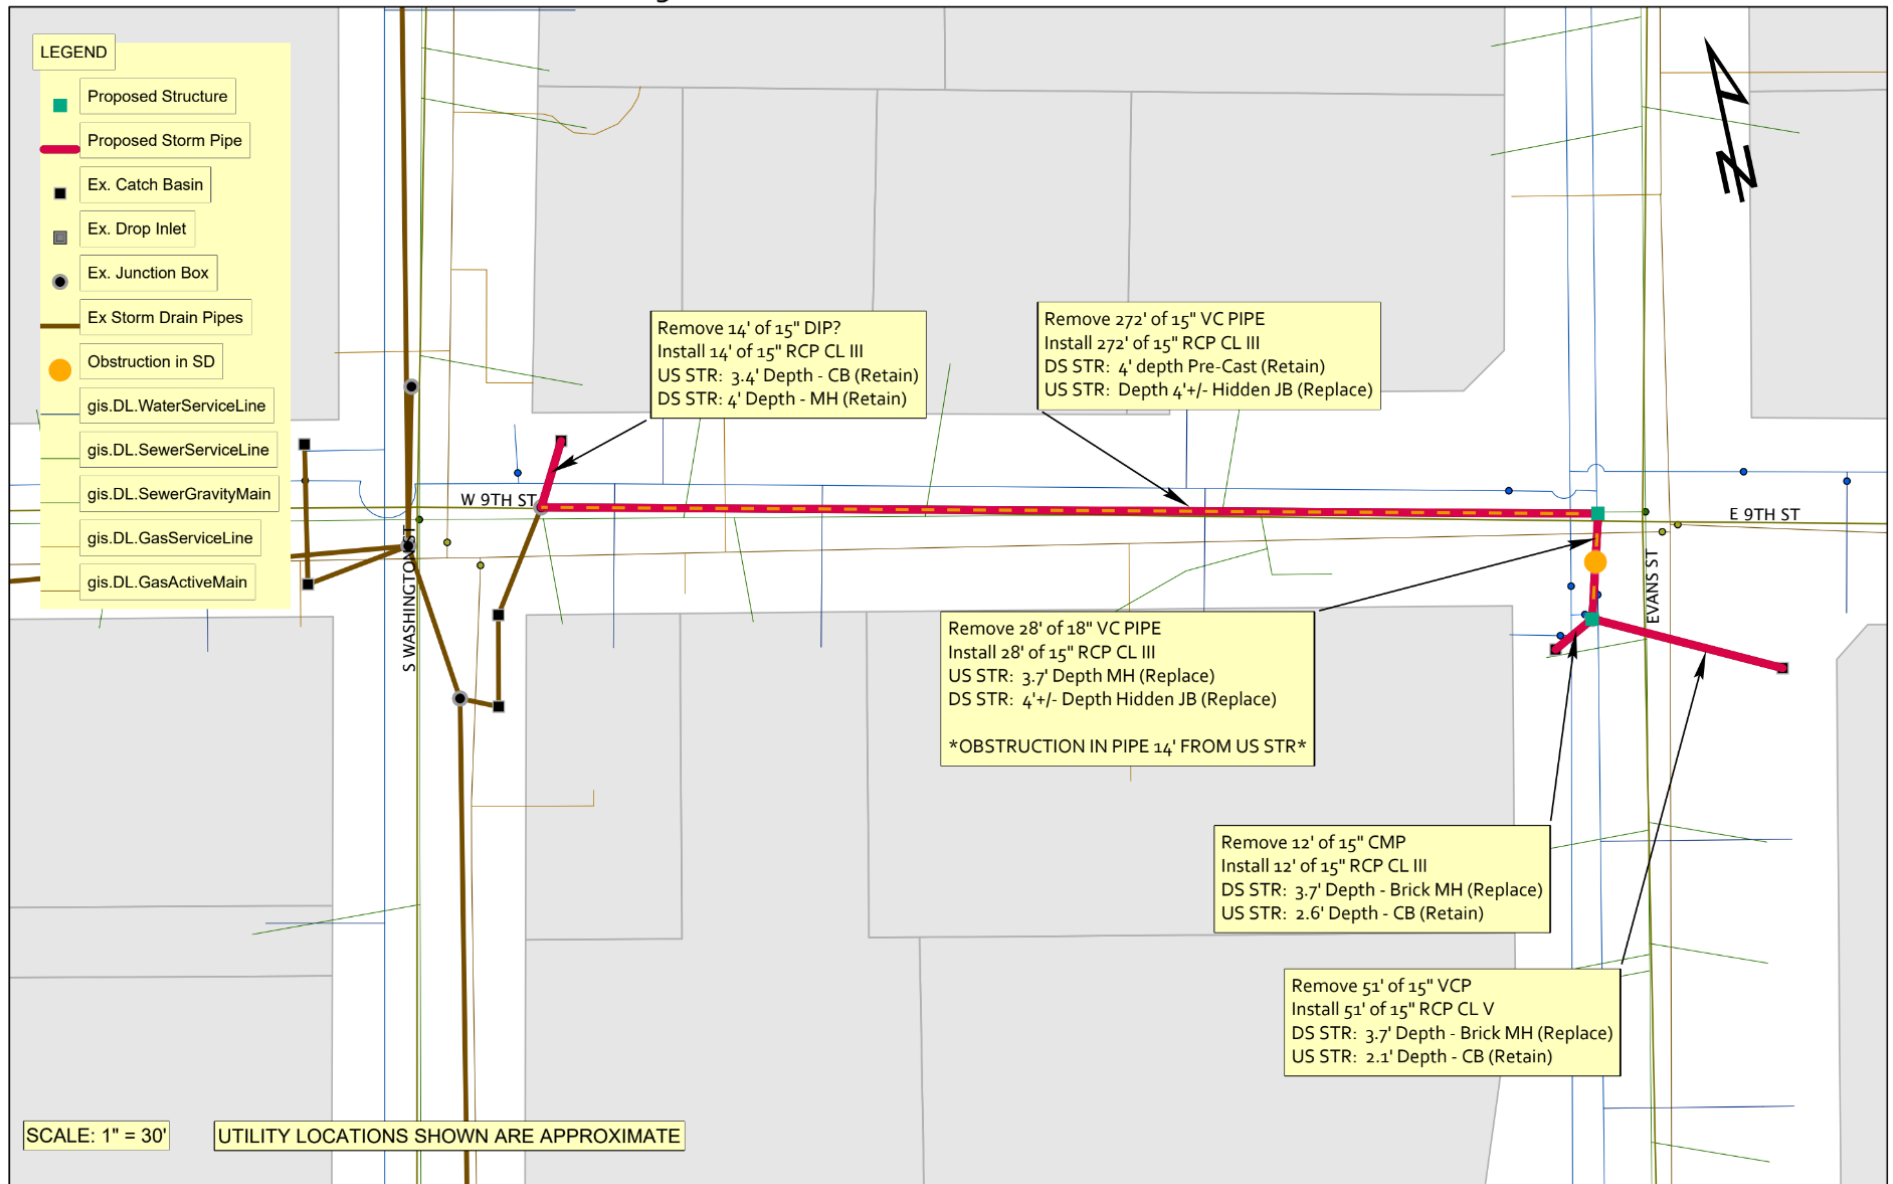 LEGEND
Proposed Structure
Proposed Storm Pipe
Ex. Catch Basin
Ex. Drop Inlet
Ex. Junction Box
Ex Storm Drain Pipes
Obstruction in SD
gis.DL.WaterServiceLine
gis.DL.SewerServiceLine
gis.DL.SewerGravityMain
gis.DL.GasServiceLine
gis.DL.GasActiveMain
Remove 14' of 15" DIP?
Install 14' of 15" RCP CL III
US STR: 3.4' Depth - CB (Retain)
DS STR: 4' Depth - MH (Retain)
Remove 272' of 15" VC PIPE
Install 272' of 15" RCP CL III
DS STR: 4' depth Pre-Cast (Retain)
US STR: Depth 4'+/- Hidden JB (Replace)
W 9TH ST
E 9TH ST
S WASHINGTON ST
EVANS ST
Remove 28' of 18" VC PIPE
Install 28' of 15" RCP CL III
US STR: 3.7' Depth MH (Replace)
DS STR: 4'+/- Depth Hidden JB (Replace)
*OBSTRUCTION IN PIPE 14' FROM US STR*
Remove 12' of 15" CMP
Install 12' of 15" RCP CL III
DS STR: 3.7' Depth - Brick MH (Replace)
US STR: 2.6' Depth - CB (Retain)
Remove 51' of 15" VCP
Install 51' of 15" RCP CL V
DS STR: 3.7' Depth - Brick MH (Replace)
US STR: 2.1' Depth - CB (Retain)
SCALE: 1" = 30'
UTILITY LOCATIONS SHOWN ARE APPROXIMATE
N